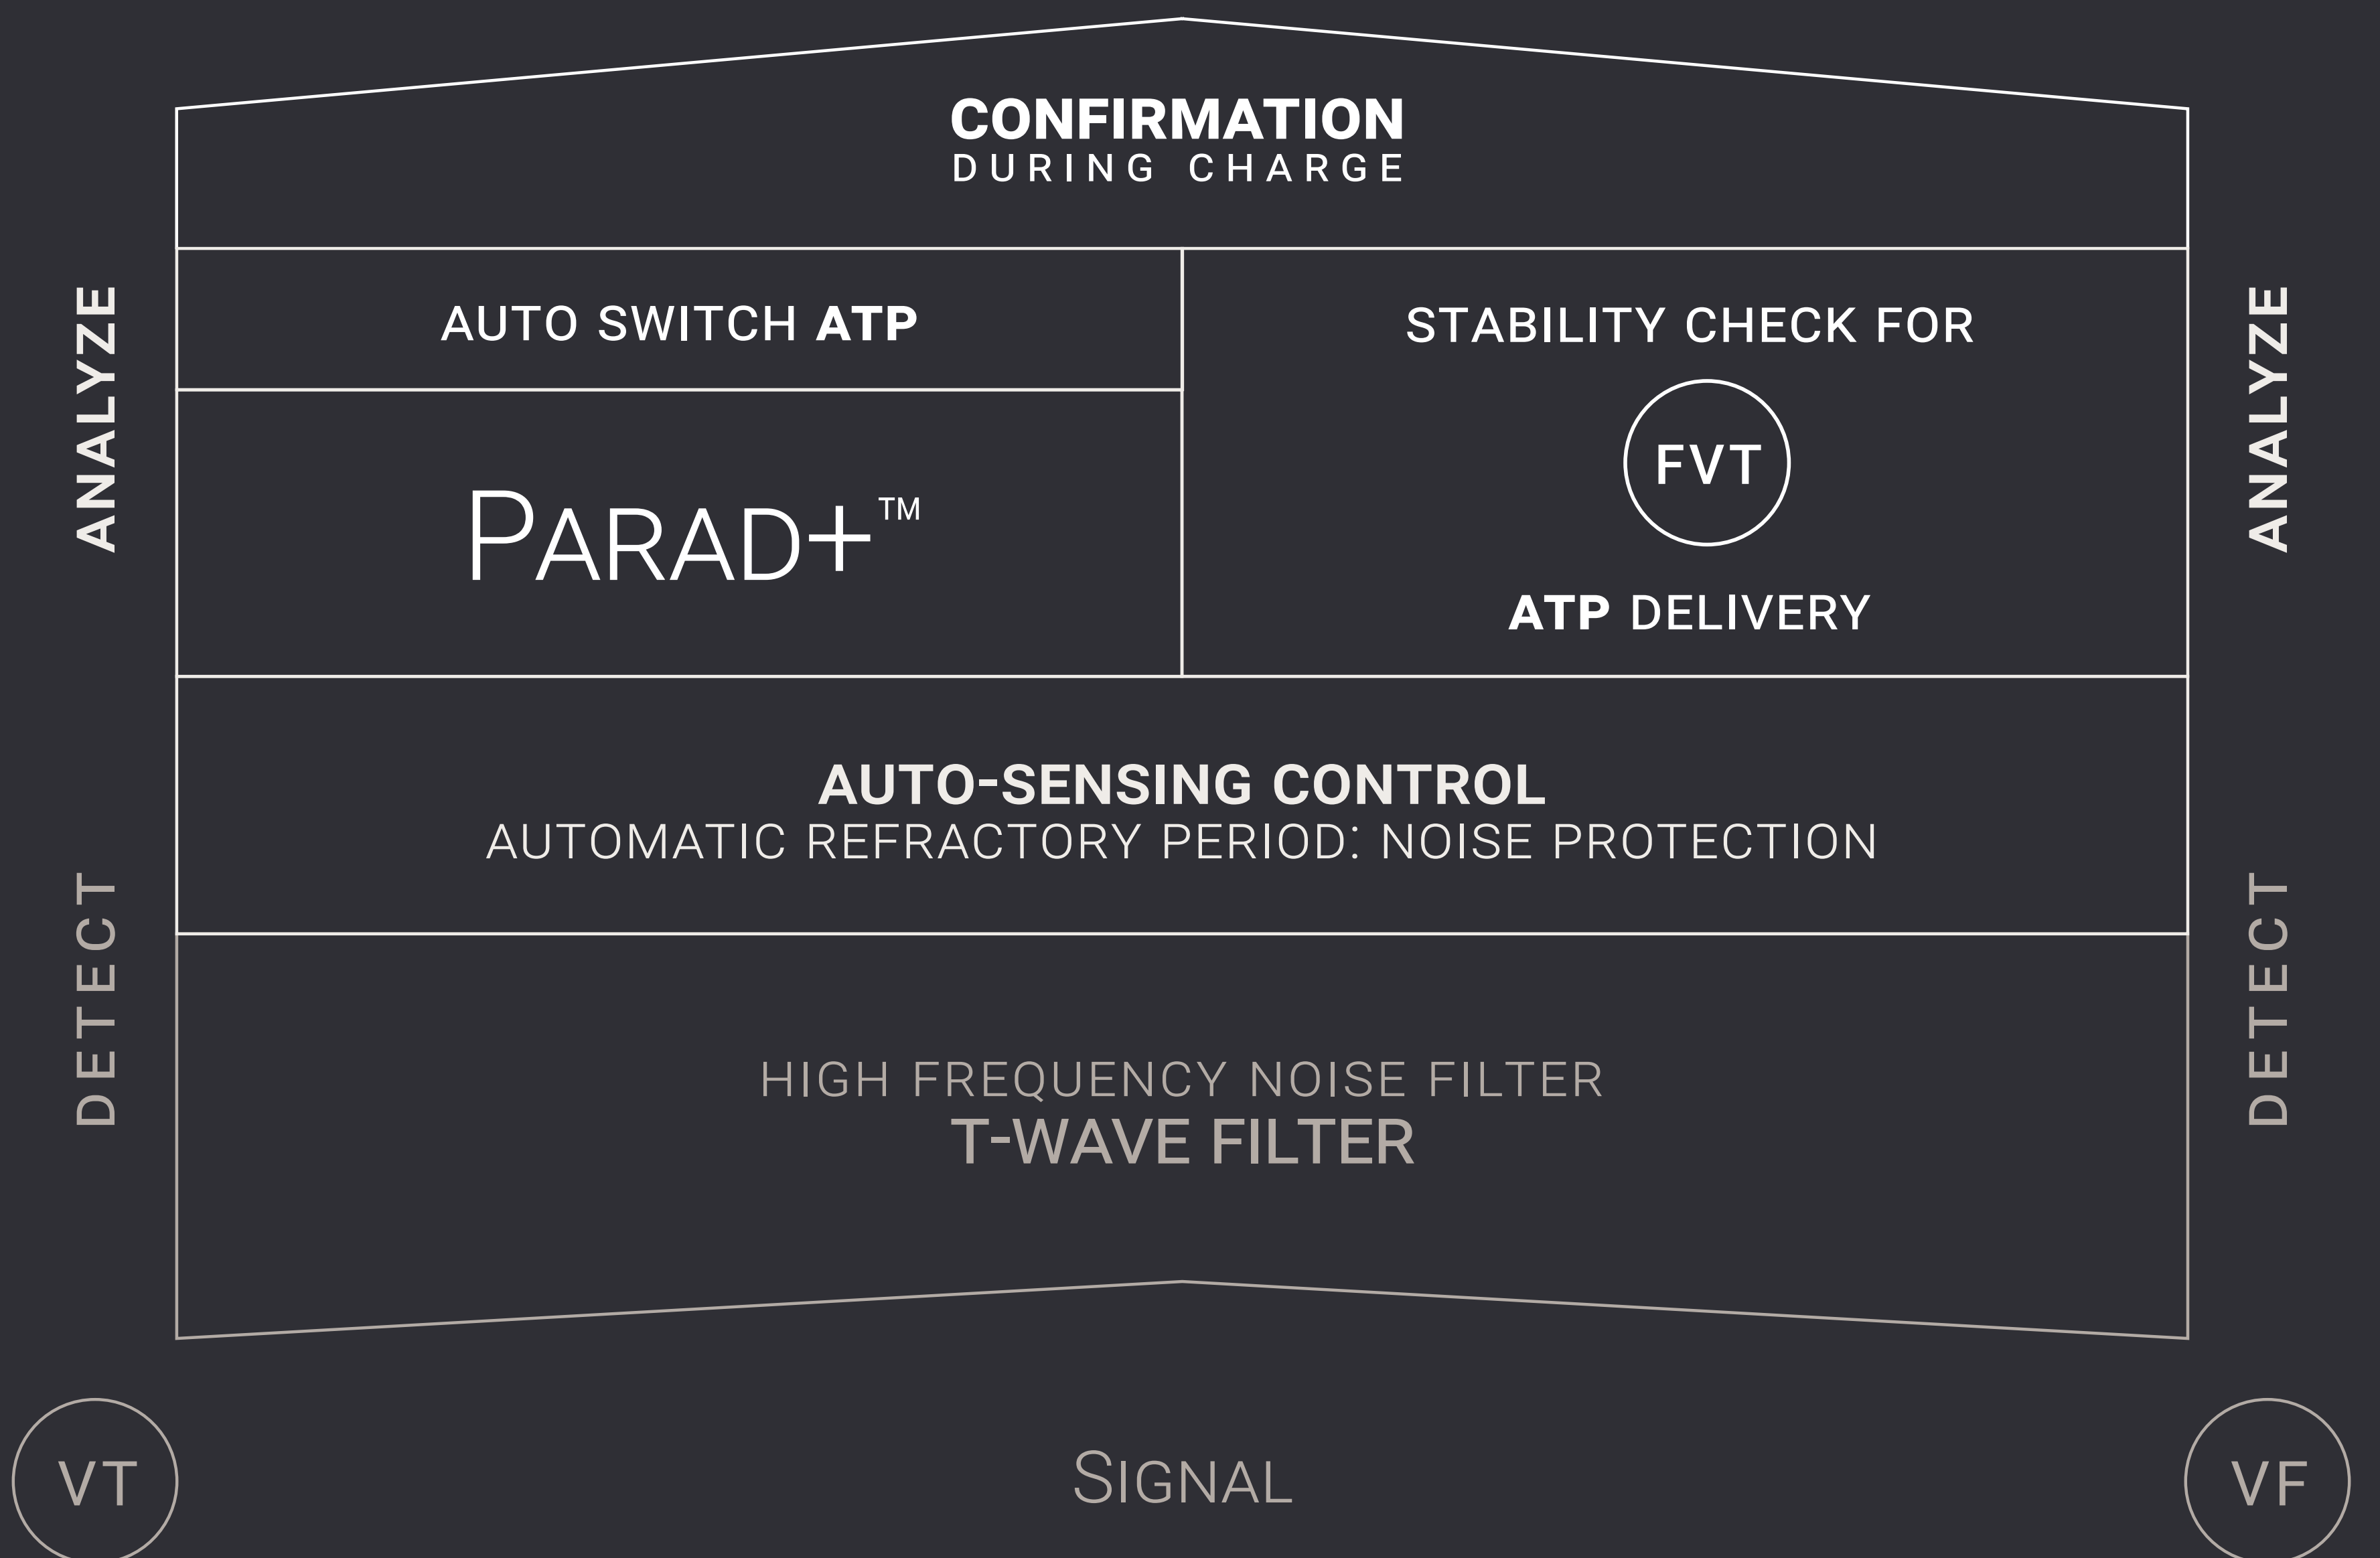 CONFIRMATION
DURING CHARGE
AUTO SWITCH ATP
PARAD+™
STABILITY CHECK FOR
FVT
ATP DELIVERY
ANALYZE
ANALYZE
AUTO-SENSING CONTROL
AUTOMATIC REFRACTORY PERIOD: NOISE PROTECTION
DETECT
DETECT
HIGH FREQUENCY NOISE FILTER
T-WAVE FILTER
VT
SIGNAL
VF